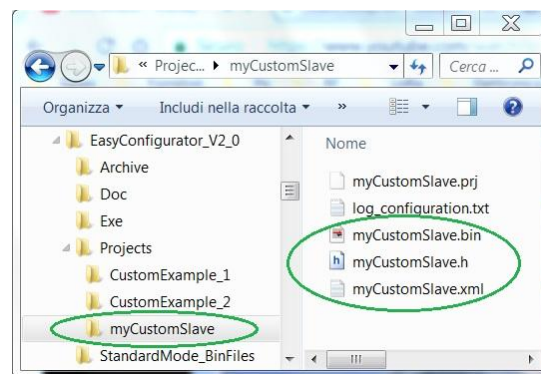 « Projec... ▸ myCustomSlave
Cerca ...
Organizza ▾ Includi nella raccolta ▾ »
EasyConfigurator_V2_0
Archive
Doc
Exe
Projects
CustomExample_1
CustomExample_2
myCustomSlave
StandardMode_BinFiles
Nome
myCustomSlave.prj
log_configuration.txt
myCustomSlave.bin
h myCustomSlave.h
myCustomSlave.xml